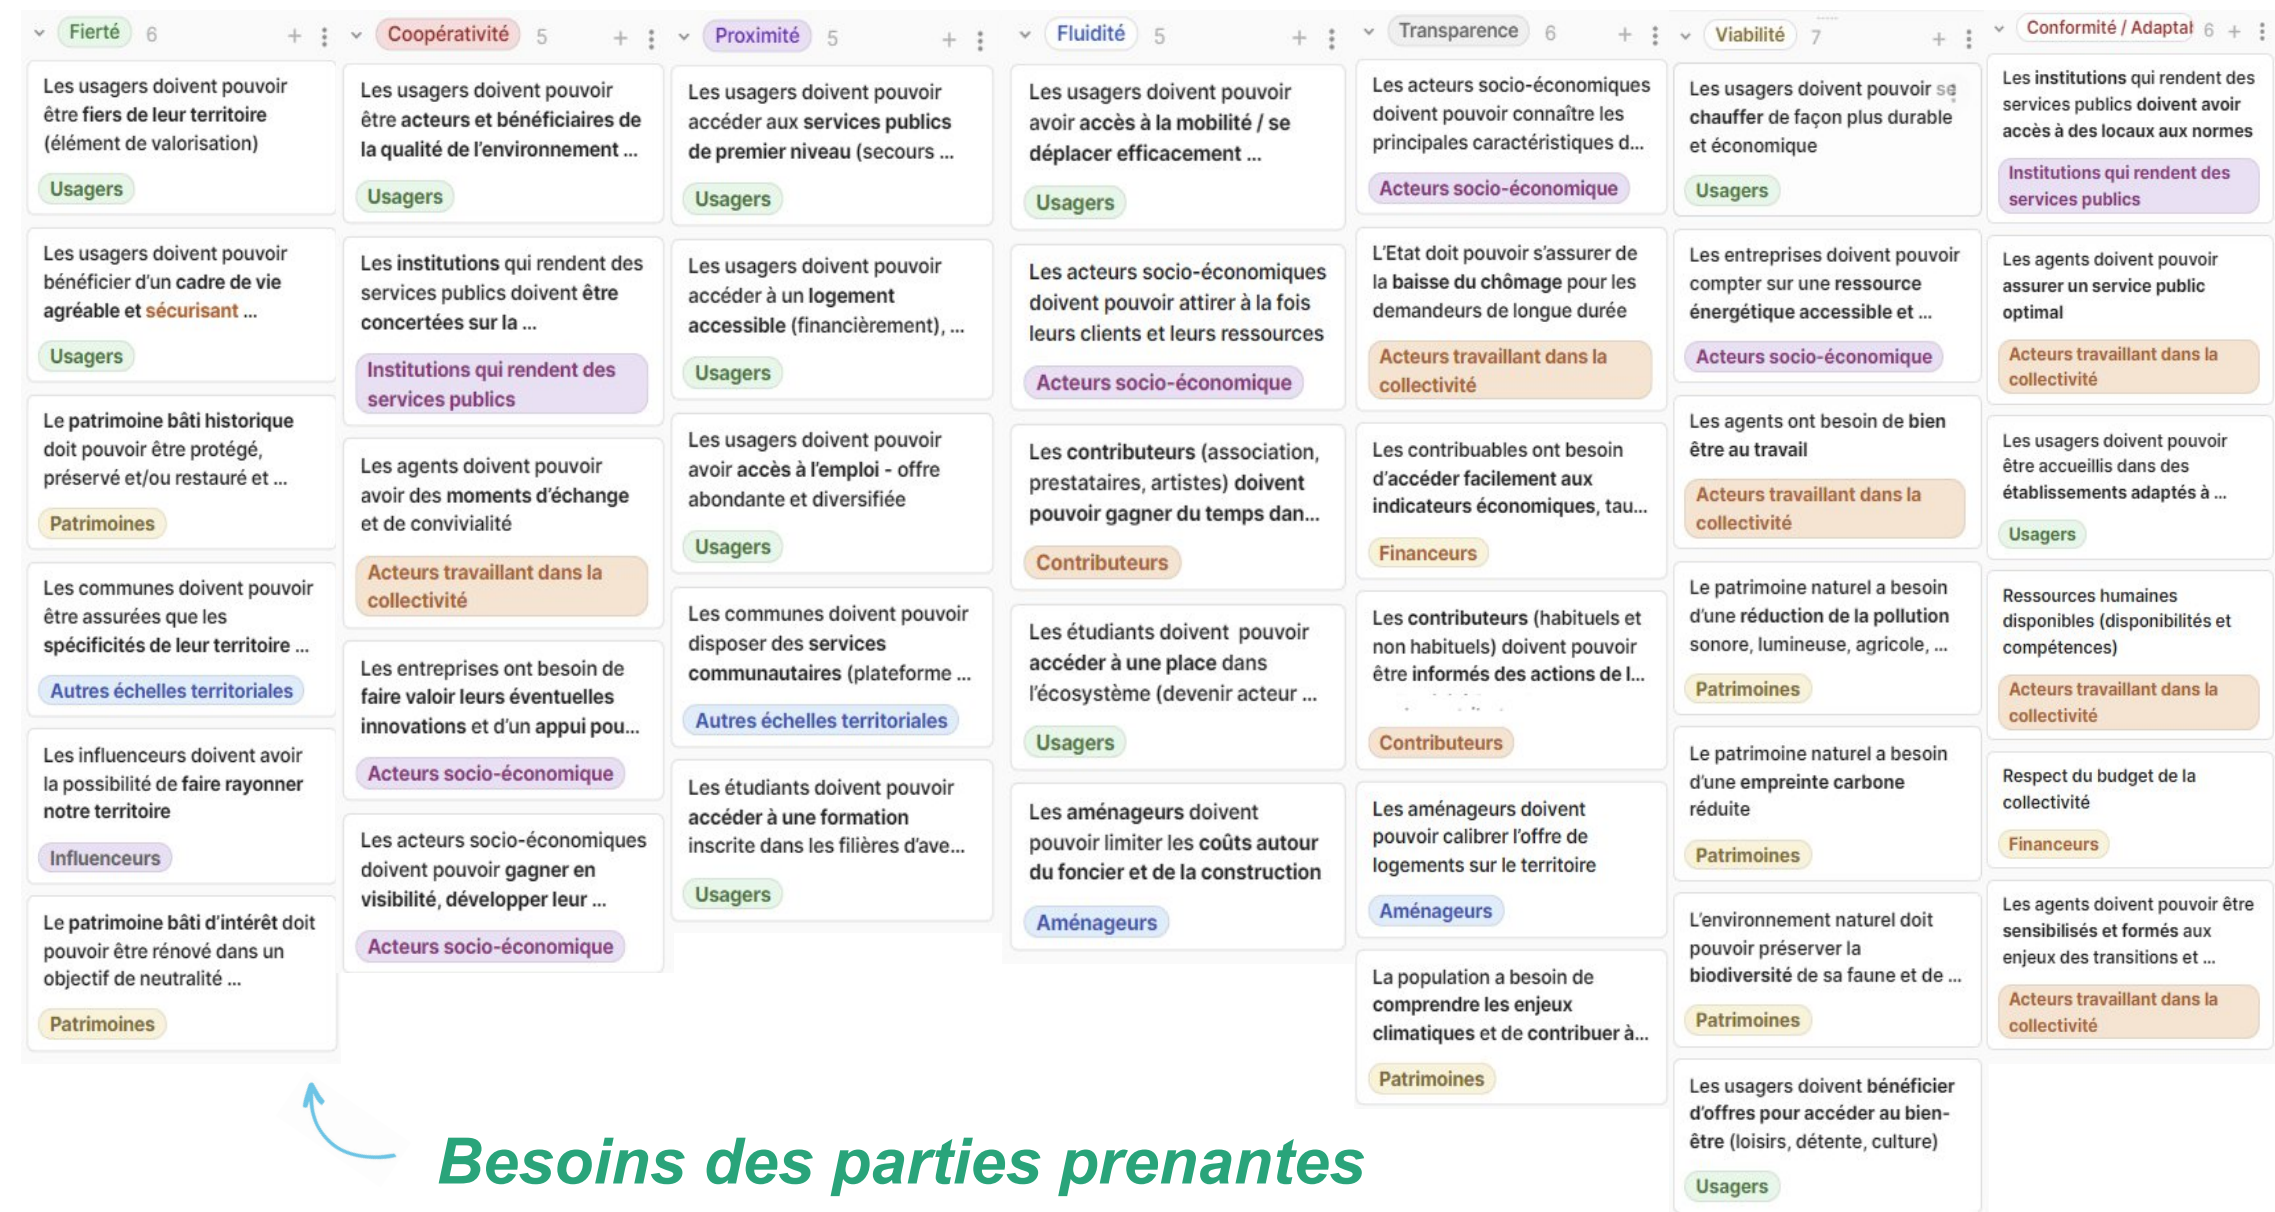 Fierté 6
Les usagers doivent pouvoir
être fiers de leur territoire
(élément de valorisation)
Usagers
Les usagers doivent pouvoir
bénéficier d'un cadre de vie
agréable et sécurisant ...
Usagers
Le patrimoine bâti historique
doit pouvoir être protégé,
préservé et/ou restauré et ...
Patrimoines
Les communes doivent pouvoir
être assurées que les
spécificités de leur territoire ...
Autres échelles territoriales
Les influenceurs doivent avoir
la possibilité de faire rayonner
notre territoire
Influenceurs
Le patrimoine bâti d'intérêt doit
pouvoir être rénové dans un
objectif de neutralité ...
Patrimoines
Coopérativité 5
Les usagers doivent pouvoir
être acteurs et bénéficiaires de
la qualité de l'environnement ...
Usagers
Les institutions qui rendent des
services publics doivent être
concertées sur la ...
Institutions qui rendent des
services publics
Les agents doivent pouvoir
avoir des moments d'échange
et de convivialité
Acteurs travaillant dans la
collectivité
Les entreprises ont besoin de
faire valoir leurs éventuelles
innovations et d'un appui pou...
Acteurs socio-économique
Les acteurs socio-économiques
doivent pouvoir gagner en
visibilité, développer leur ...
Acteurs socio-économique
Proximité 5
Les usagers doivent pouvoir
accéder aux services publics
de premier niveau (secours ...
Usagers
Les usagers doivent pouvoir
accéder à un logement
accessible (financièrement), ...
Usagers
Les usagers doivent pouvoir
avoir accès à l'emploi - offre
abondante et diversifiée
Usagers
Les communes doivent pouvoir
disposer des services
communautaires (plateforme ...
Autres échelles territoriales
Les étudiants doivent pouvoir
accéder à une formation
inscrite dans les filières d'ave...
Usagers
Fluidité 5
Les usagers doivent pouvoir
avoir accès à la mobilité / se
déplacer efficacement ...
Usagers
Les acteurs socio-économiques
doivent pouvoir attirer à la fois
leurs clients et leurs ressources
Acteurs socio-économique
Les contributeurs (association,
prestataires, artistes) doivent
pouvoir gagner du temps dan...
Contributeurs
Les étudiants doivent pouvoir
accéder à une place dans
l'écosystème (devenir acteur ...
Usagers
Les aménageurs doivent
pouvoir limiter les coûts autour
du foncier et de la construction
Aménageurs
Transparence 6
Les acteurs socio-économiques
doivent pouvoir connaître les
principales caractéristiques d...
Acteurs socio-économique
L'Etat doit pouvoir s'assurer de
la baisse du chômage pour les
demandeurs de longue durée
Acteurs travaillant dans la
collectivité
Les contribuables ont besoin
d'accéder facilement aux
indicateurs économiques, tau...
Financeurs
Les contributeurs (habituels et
non habituels) doivent pouvoir
être informés des actions de l...
Contributeurs
Les aménageurs doivent
pouvoir calibrer l'offre de
logements sur le territoire
Aménageurs
La population a besoin de
comprendre les enjeux
climatiques et de contribuer à...
Patrimoines
Viabilité 7
Les usagers doivent pouvoir se
chauffer de façon plus durable
et économique
Usagers
Les entreprises doivent pouvoir
compter sur une ressource
énergétique accessible et ...
Acteurs socio-économique
Les agents ont besoin de bien
être au travail
Acteurs travaillant dans la
collectivité
Le patrimoine naturel a besoin
d'une réduction de la pollution
sonore, lumineuse, agricole, ...
Patrimoines
Le patrimoine naturel a besoin
d'une empreinte carbone
réduite
Patrimoines
L'environnement naturel doit
pouvoir préserver la
biodiversité de sa faune et de ...
Patrimoines
Les usagers doivent bénéficier
d'offres pour accéder au bien-
être (loisirs, détente, culture)
Usagers
Conformité / Adaptal 6
Les institutions qui rendent des
services publics doivent avoir
accès à des locaux aux normes
Institutions qui rendent des
services publics
Les agents doivent pouvoir
assurer un service public
optimal
Acteurs travaillant dans la
collectivité
Les usagers doivent pouvoir
être accueillis dans des
établissements adaptés à ...
Usagers
Ressources humaines
disponibles (disponibilités et
compétences)
Acteurs travaillant dans la
collectivité
Respect du budget de la
collectivité
Financeurs
Les agents doivent pouvoir être
sensibilisés et formés aux
enjeux des transitions et ...
Acteurs travaillant dans la
collectivité
Besoins des parties prenantes